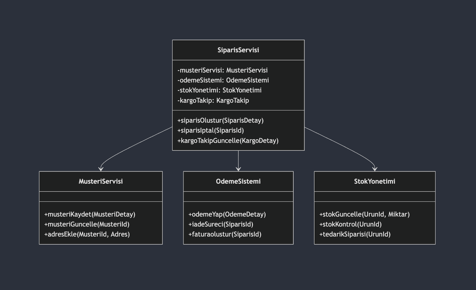 SiparisServisi
-musteriServisi: MusteriServisi
-odemeSistemi: OdemeSistemi
-stokYonetimi: StokYonetimi
-kargoTakip: KargoTakip
+siparisOlustur(SiparisDetay)
+siparisIptal(SiparisId)
+kargoTakipGuncelle(KargoDetay)
MusteriServisi
+musteriKaydet(MusteriDetay)
+musteriGuncelle(MusteriId)
+adresEkle(MusteriId, Adres)
OdemeSistemi
+odemeYap(OdemeDetay)
+iadeSureci(SiparisId)
+faturaolustur(SiparisId)
StokYonetimi
+stokGuncelle(UrunId, Miktar)
+stokKontrol(UrunId)
+tedarikSiparisi(UrunId)